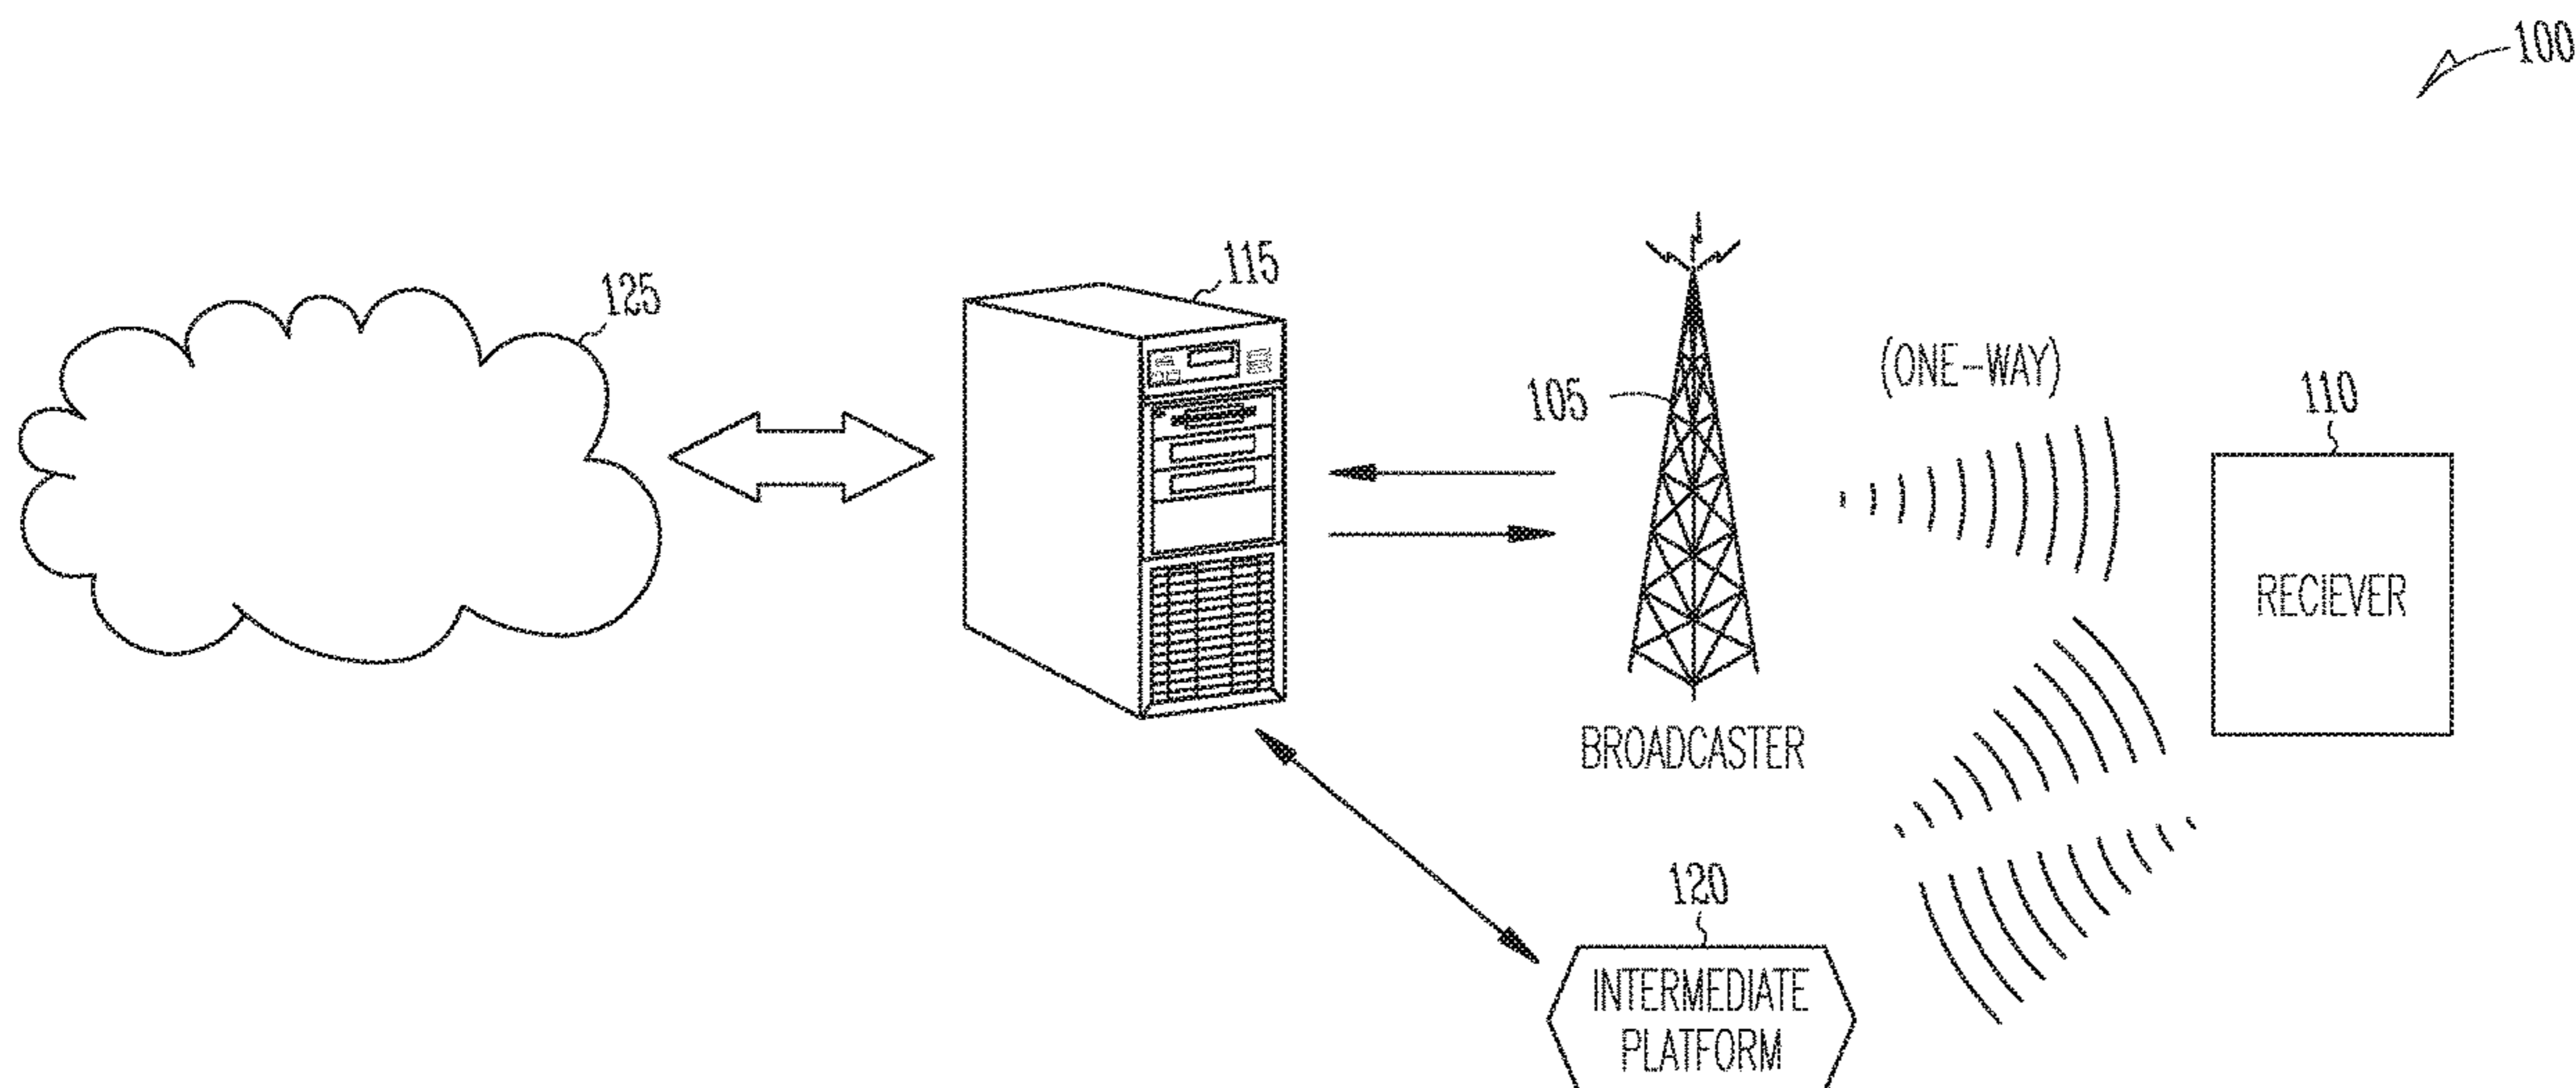 100
125
115
105
(ONE-WAY)
110
RECIEVER
BROADCASTER
120
INTERMEDIATE
PLATFORM